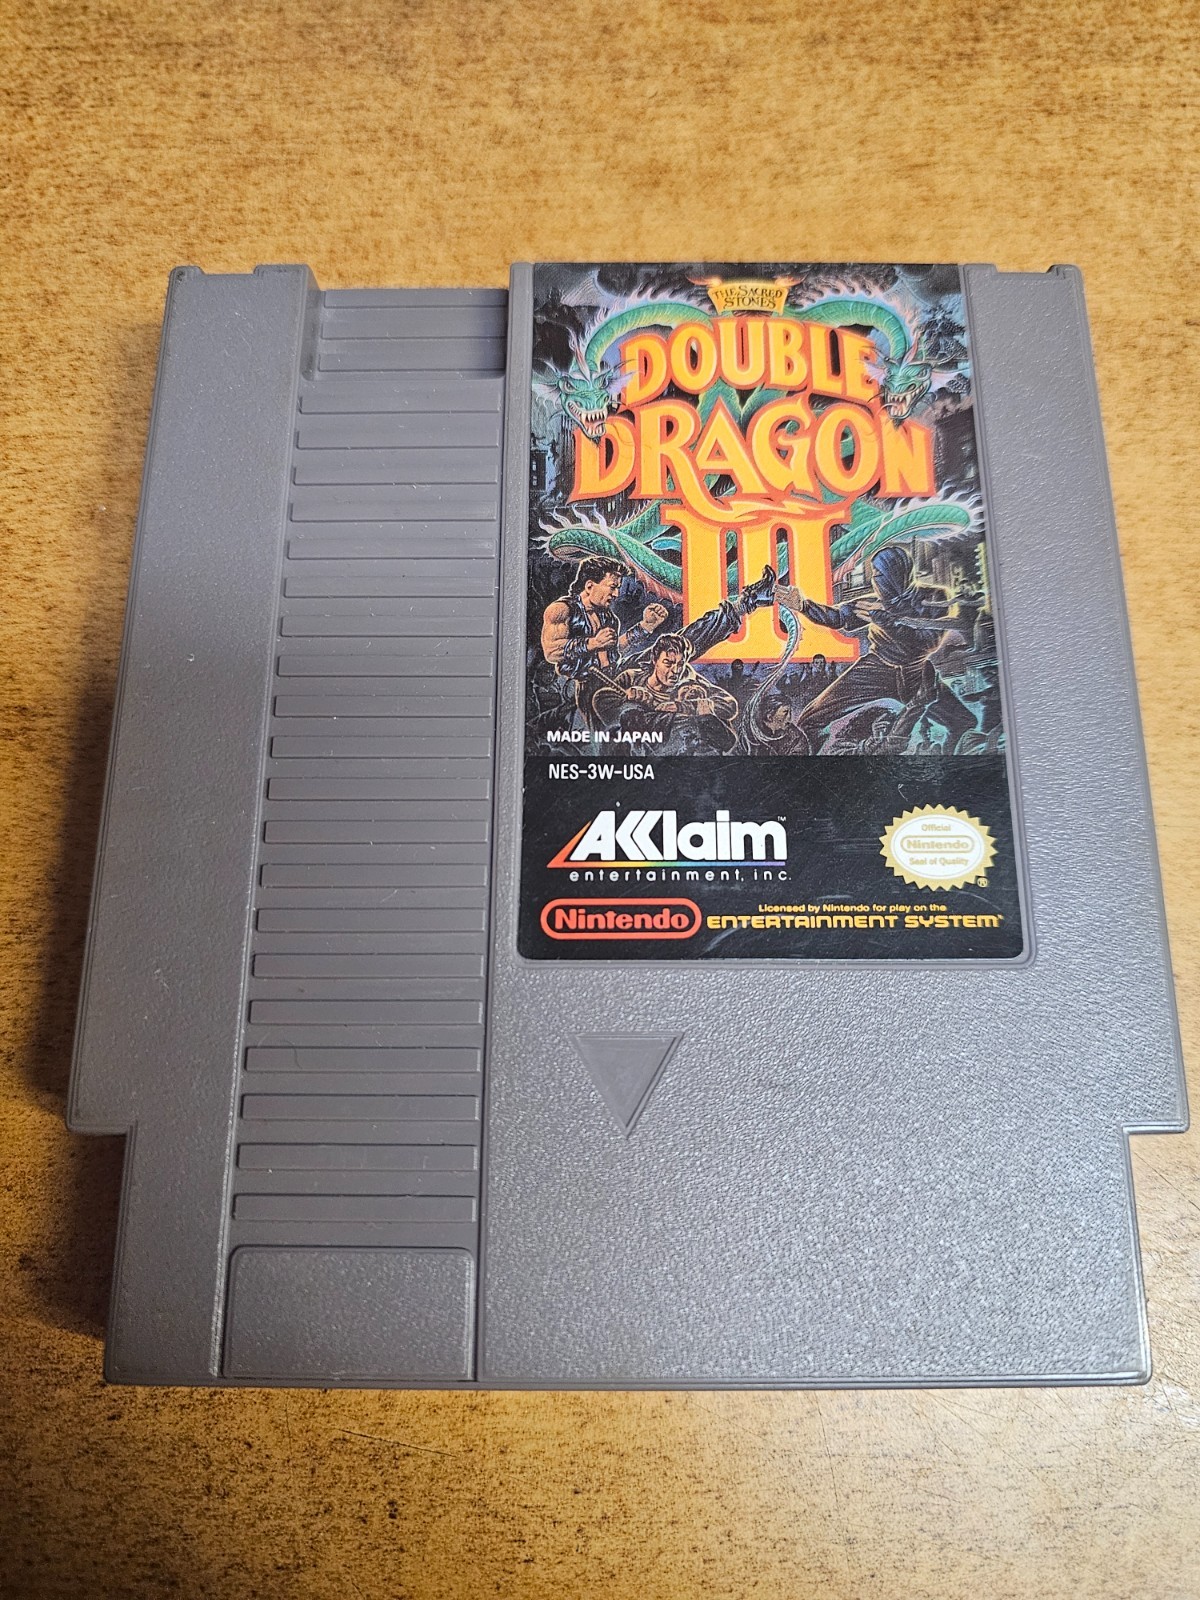 THE SACRED
STONES
DOUBLE
DRAGON
III
MADE IN JAPAN
NES-3W-USA
AKKlaim™
entertainment, inc.
Official
Nintendo
Seal of Quality
®
Nintendo
Licensed by Nintendo for play on the
ENTERTAINMENT SYSTEM®